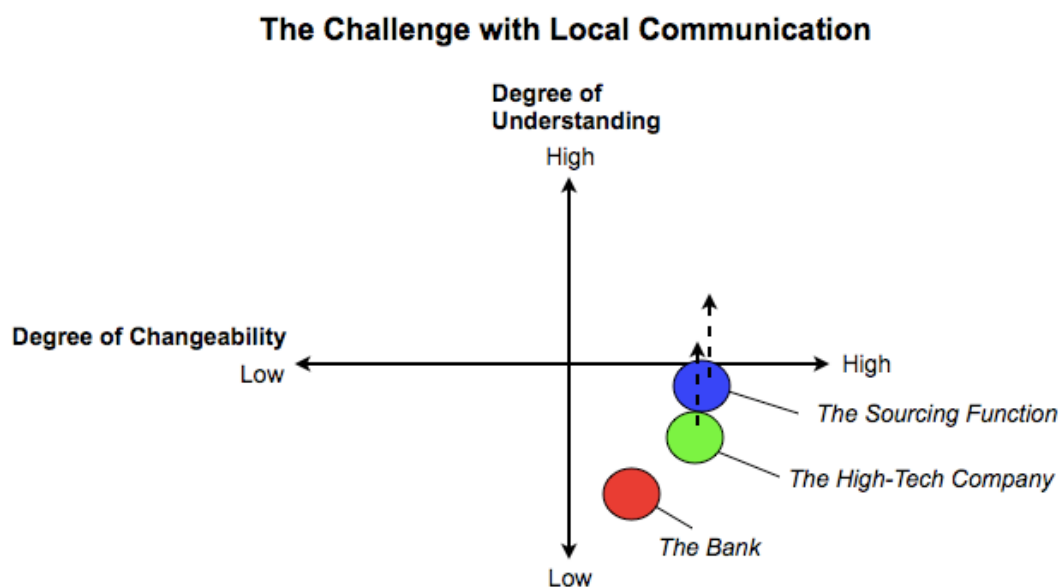 The Challenge with Local Communication
Degree of
Understanding
High
Degree of Changeability
Low
High
The Sourcing Function
The High-Tech Company
The Bank
Low